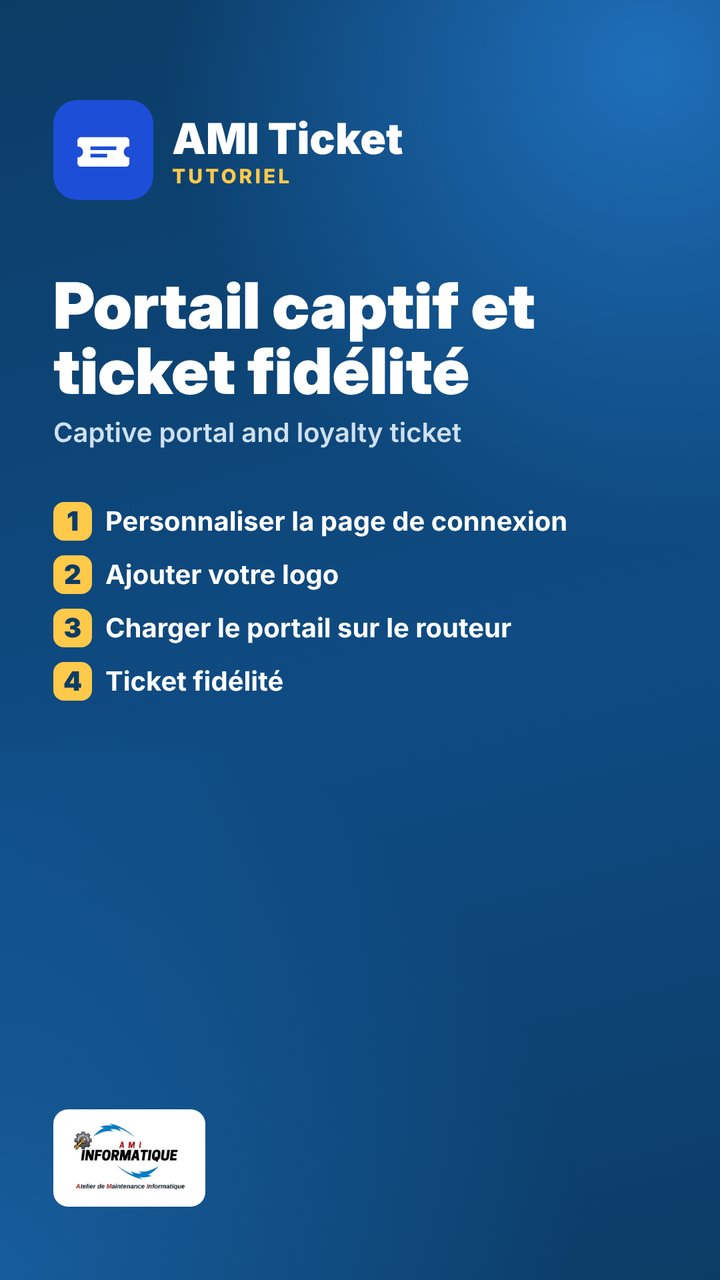 AMI Ticket
TUTORIEL
Portail captif et
ticket fidélité
Captive portal and loyalty ticket
1 Personnaliser la page de connexion
2 Ajouter votre logo
3 Charger le portail sur le routeur
4 Ticket fidélité
AMI
INFORMATIQUE
Atelier de Maintenance Informatique